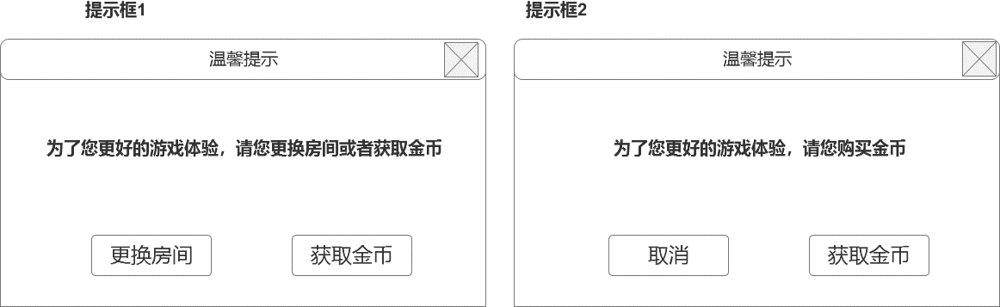 提示框1
提示框2
温馨提示
为了您更好的游戏体验，请您更换房间或者获取金币
更换房间
获取金币
温馨提示
为了您更好的游戏体验，请您购买金币
取消
获取金币